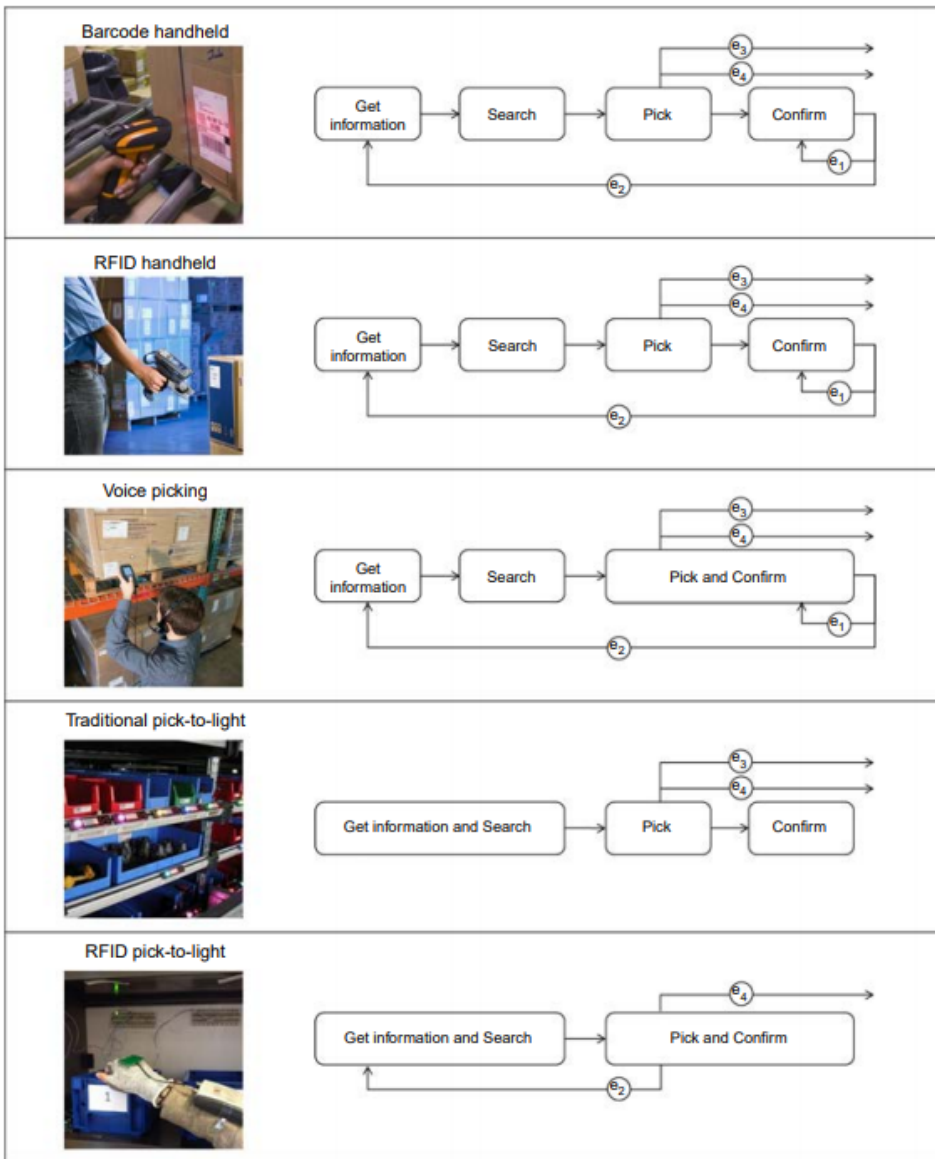 Barcode handheld
e3
e4
Get
information
Search
Pick
Confirm
e1
e2
RFID handheld
e3
e4
Get
information
Search
Pick
Confirm
e1
e2
Voice picking
e3
e4
Get
information
Search
Pick and Confirm
e1
e2
Traditional pick-to-light
e3
e4
Get information and Search
Pick
Confirm
RFID pick-to-light
e4
Get information and Search
Pick and Confirm
e2
1